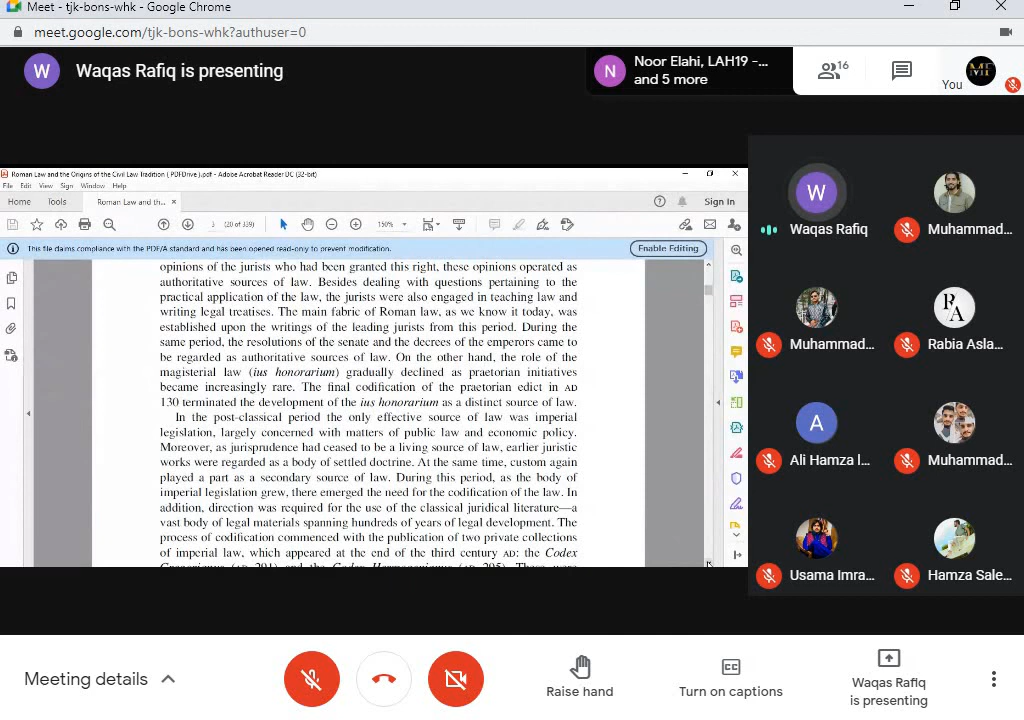 Meet - tjk-bons-whk - Google Chrome
meet.google.com/tjk-bons-whk?authuser=0
W
Waqas Rafiq is presenting
N
Noor Elahi, LAH19 -...
and 5 more
16
You
Roman Law and the Origins of the Civil Law Tradition ( PDFDrive ).pdf - Adobe Acrobat Reader DC (32-bit)
File Edit View Sign Window Help
Home Tools Roman Law and th... ×
Sign In
3 (20 of 339)
150%
This file claims compliance with the PDF/A standard and has been opened read-only to prevent modification.
Enable Editing
opinions of the jurists who had been granted this right, these opinions operated as
authoritative sources of law. Besides dealing with questions pertaining to the
practical application of the law, the jurists were also engaged in teaching law and
writing legal treatises. The main fabric of Roman law, as we know it today, was
established upon the writings of the leading jurists from this period. During the
same period, the resolutions of the senate and the decrees of the emperors came to
be regarded as authoritative sources of law. On the other hand, the role of the
magisterial law (ius honorarium) gradually declined as praetorian initiatives
became increasingly rare. The final codification of the praetorian edict in AD
130 terminated the development of the ius honorarium as a distinct source of law.
In the post-classical period the only effective source of law was imperial
legislation, largely concerned with matters of public law and economic policy.
Moreover, as jurisprudence had ceased to be a living source of law, earlier juristic
works were regarded as a body of settled doctrine. At the same time, custom again
played a part as a secondary source of law. During this period, as the body of
imperial legislation grew, there emerged the need for the codification of the law. In
addition, direction was required for the use of the classical juridical literature—a
vast body of legal materials spanning hundreds of years of legal development. The
process of codification commenced with the publication of two private collections
of imperial law, which appeared at the end of the third century AD: the Codex
W
Waqas Rafiq
Muhammad...
Muhammad...
RA
Rabia Asla...
A
Ali Hamza l...
Muhammad...
Usama Imra...
Hamza Sale...
Meeting details
Raise hand
CC
Turn on captions
Waqas Rafiq
is presenting